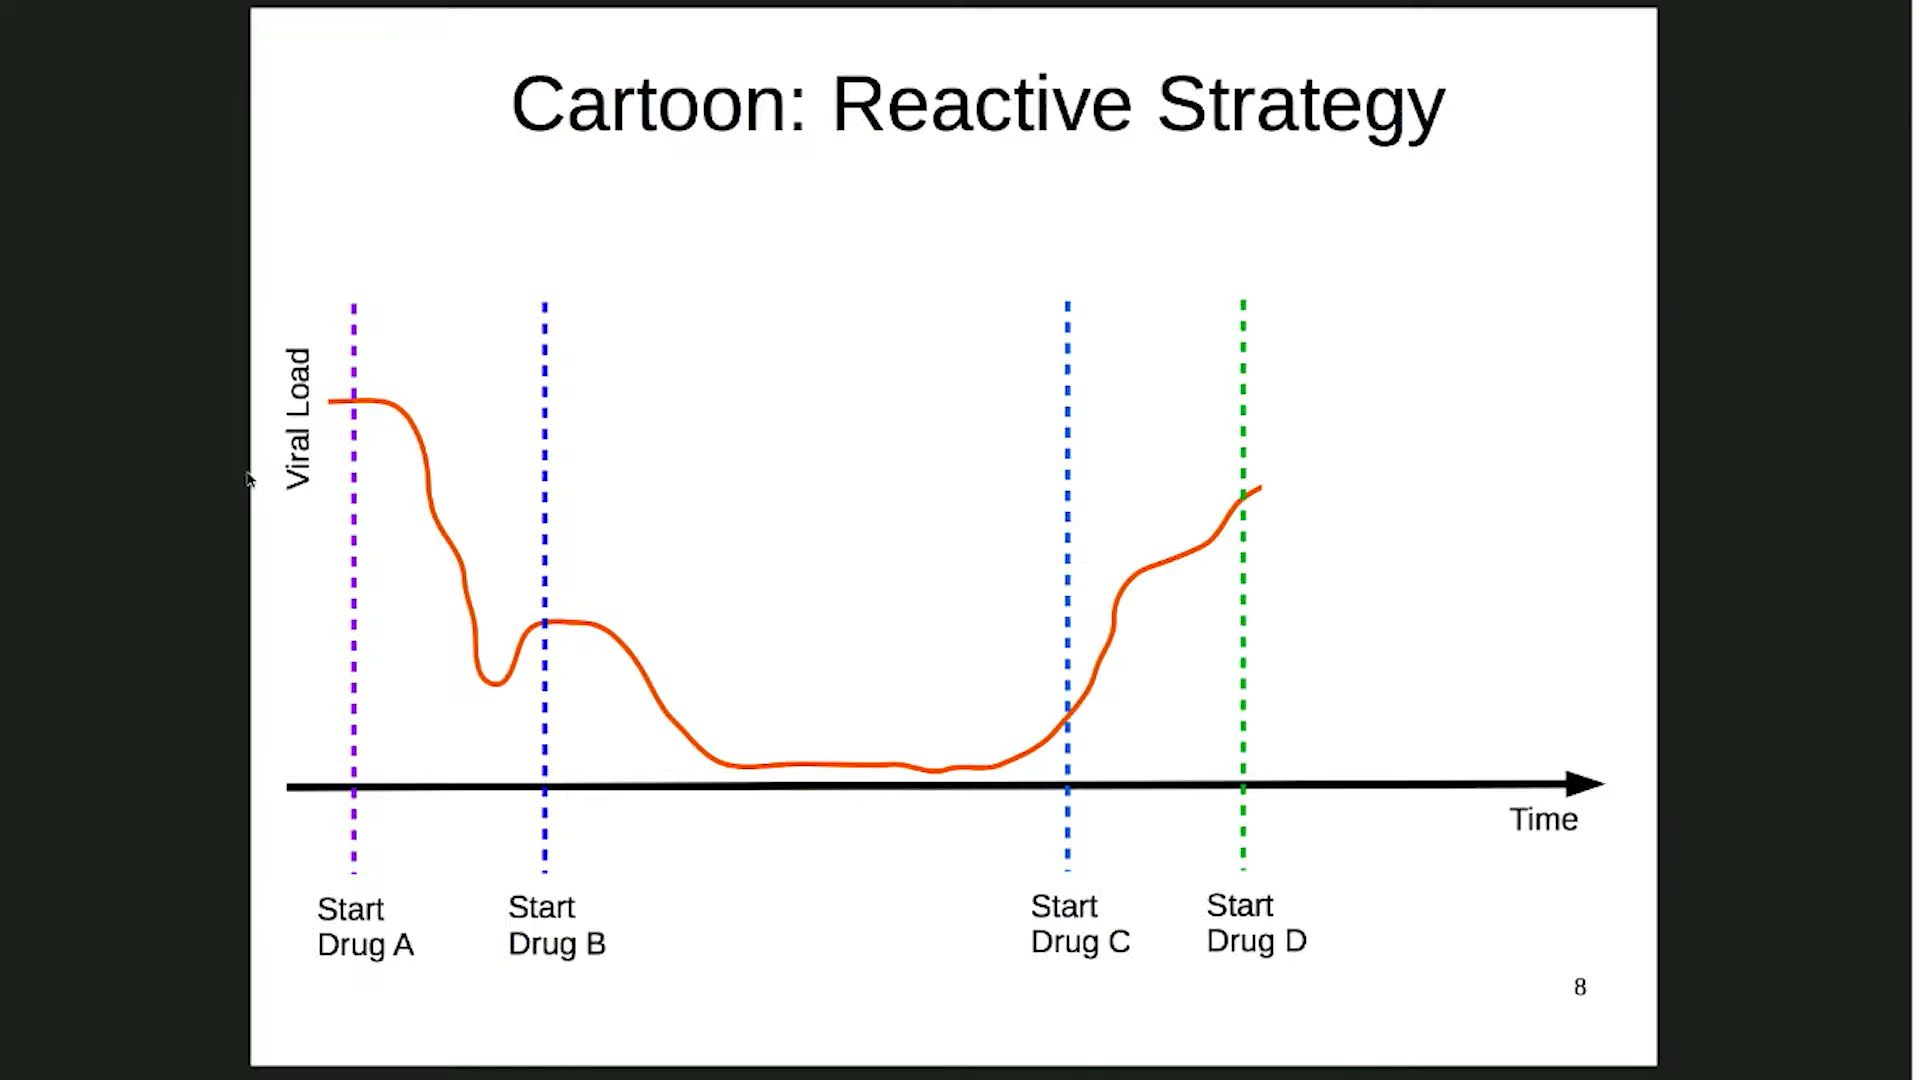 Cartoon: Reactive Strategy
Viral Load
Time
Start
Drug A
Start
Drug B
Start
Drug C
Start
Drug D
8